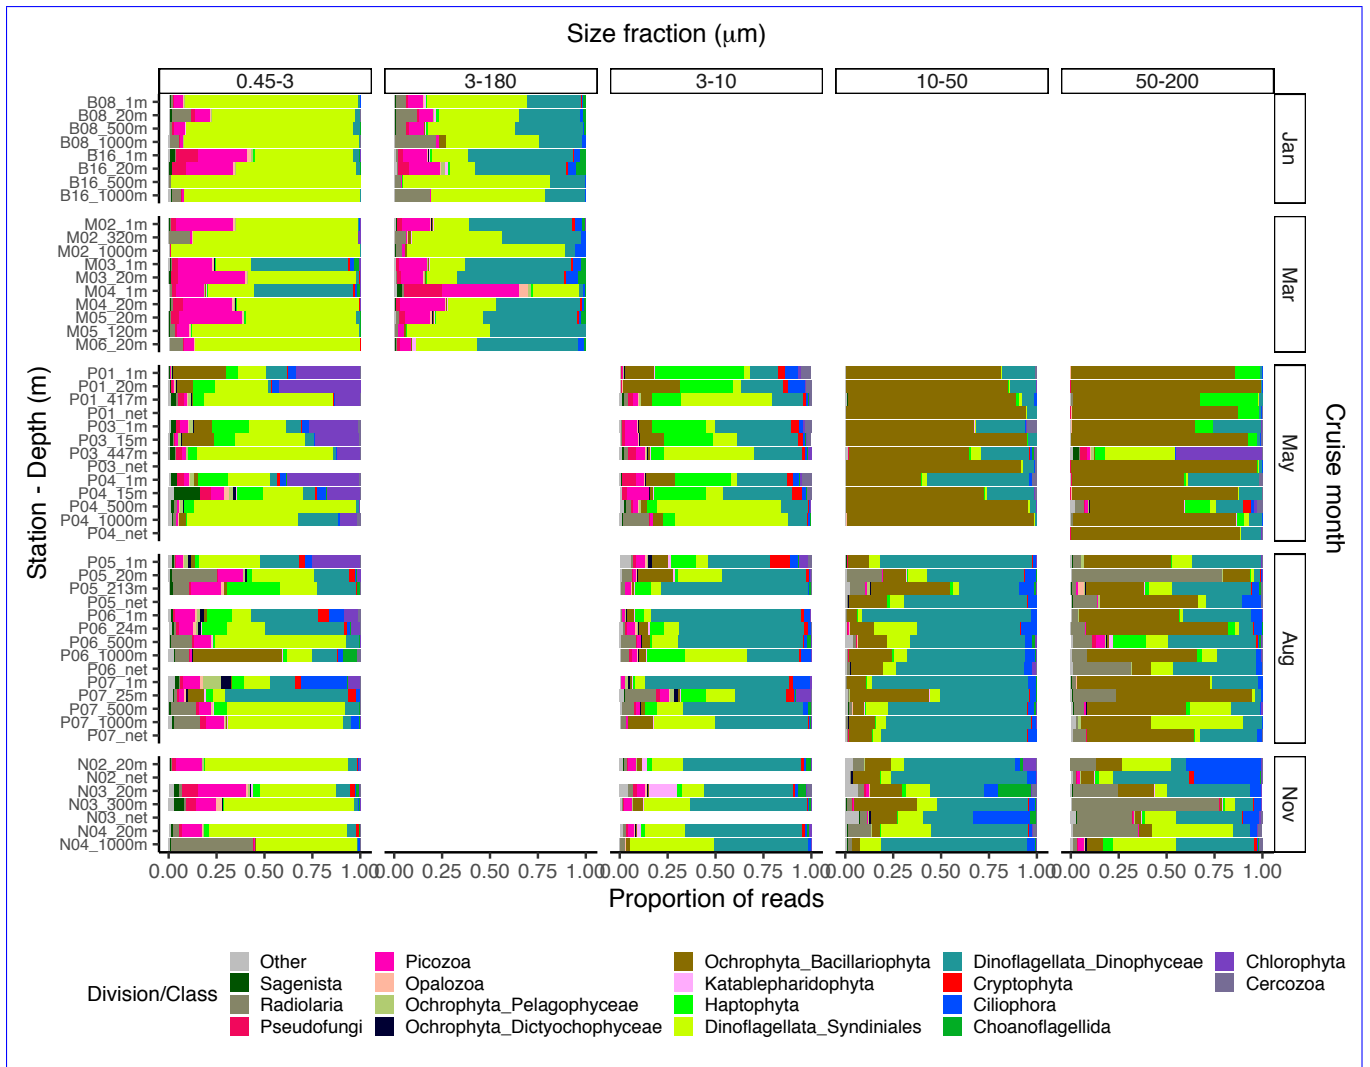 Size fraction (μm)
0.45-3 3-180 3-10 10-50 50-200
B08_1m
B08_20m
B08_500m
B08_1000m
B16_1m
B16_20m
B16_500m
B16_1000m
Jan
M02_1m
M02_320m
M02_1000m
M03_1m
M03_20m
M04_1m
M04_20m
M05_20m
M05_120m
M06_20m
Mar
P01_1m
P01_20m
P01_417m
P01_net
P03_1m
P03_15m
P03_447m
P03_net
P04_1m
P04_15m
P04_500m
P04_1000m
P04_net
May
P05_1m
P05_20m
P05_213m
P05_net
P06_1m
P06_24m
P06_500m
P06_1000m
P06_net
P07_1m
P07_25m
P07_500m
P07_1000m
P07_net
Aug
N02_20m
N02_net
N03_20m
N03_300m
N03_net
N04_20m
N04_1000m
Nov
Station - Depth (m)
Cruise month
0.00 0.25 0.50 0.75 1.00 0.00 0.25 0.50 0.75 1.00 0.00 0.25 0.50 0.75 1.00 0.00 0.25 0.50 0.75 1.00 0.00 0.25 0.50 0.75 1.00
Proportion of reads
Division/Class
Other Picozoa Ochrophyta_Bacillariophyta Dinoflagellata_Dinophyceae Chlorophyta
Sagenista Opalozoa Katablepharidophyta Cryptophyta Cercozoa
Radiolaria Ochrophyta_Pelagophyceae Haptophyta Ciliophora
Pseudofungi Ochrophyta_Dictyochophyceae Dinoflagellata_Syndiniales Choanoflagellida